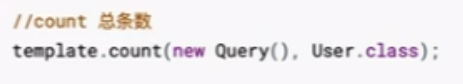 //count 总条数
template.count(new Query(), User.class);